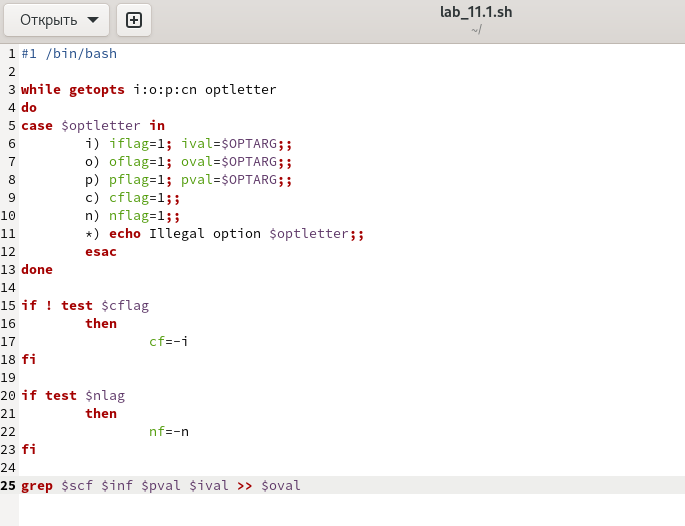 Открыть
lab_11.1.sh
~/
1 #1 /bin/bash
2
3 while getopts i:o:p:cn optletter
4 do
5 case $optletter in
6 i) iflag=1; ival=$OPTARG;;
7 o) oflag=1; oval=$OPTARG;;
8 p) pflag=1; pval=$OPTARG;;
9 c) cflag=1;;
10 n) nflag=1;;
11 *) echo Illegal option $optletter;;
12 esac
13 done
14
15 if ! test $cflag
16 then
17 cf=-i
18 fi
19
20 if test $nlag
21 then
22 nf=-n
23 fi
24
25 grep $scf $inf $pval $ival >> $oval